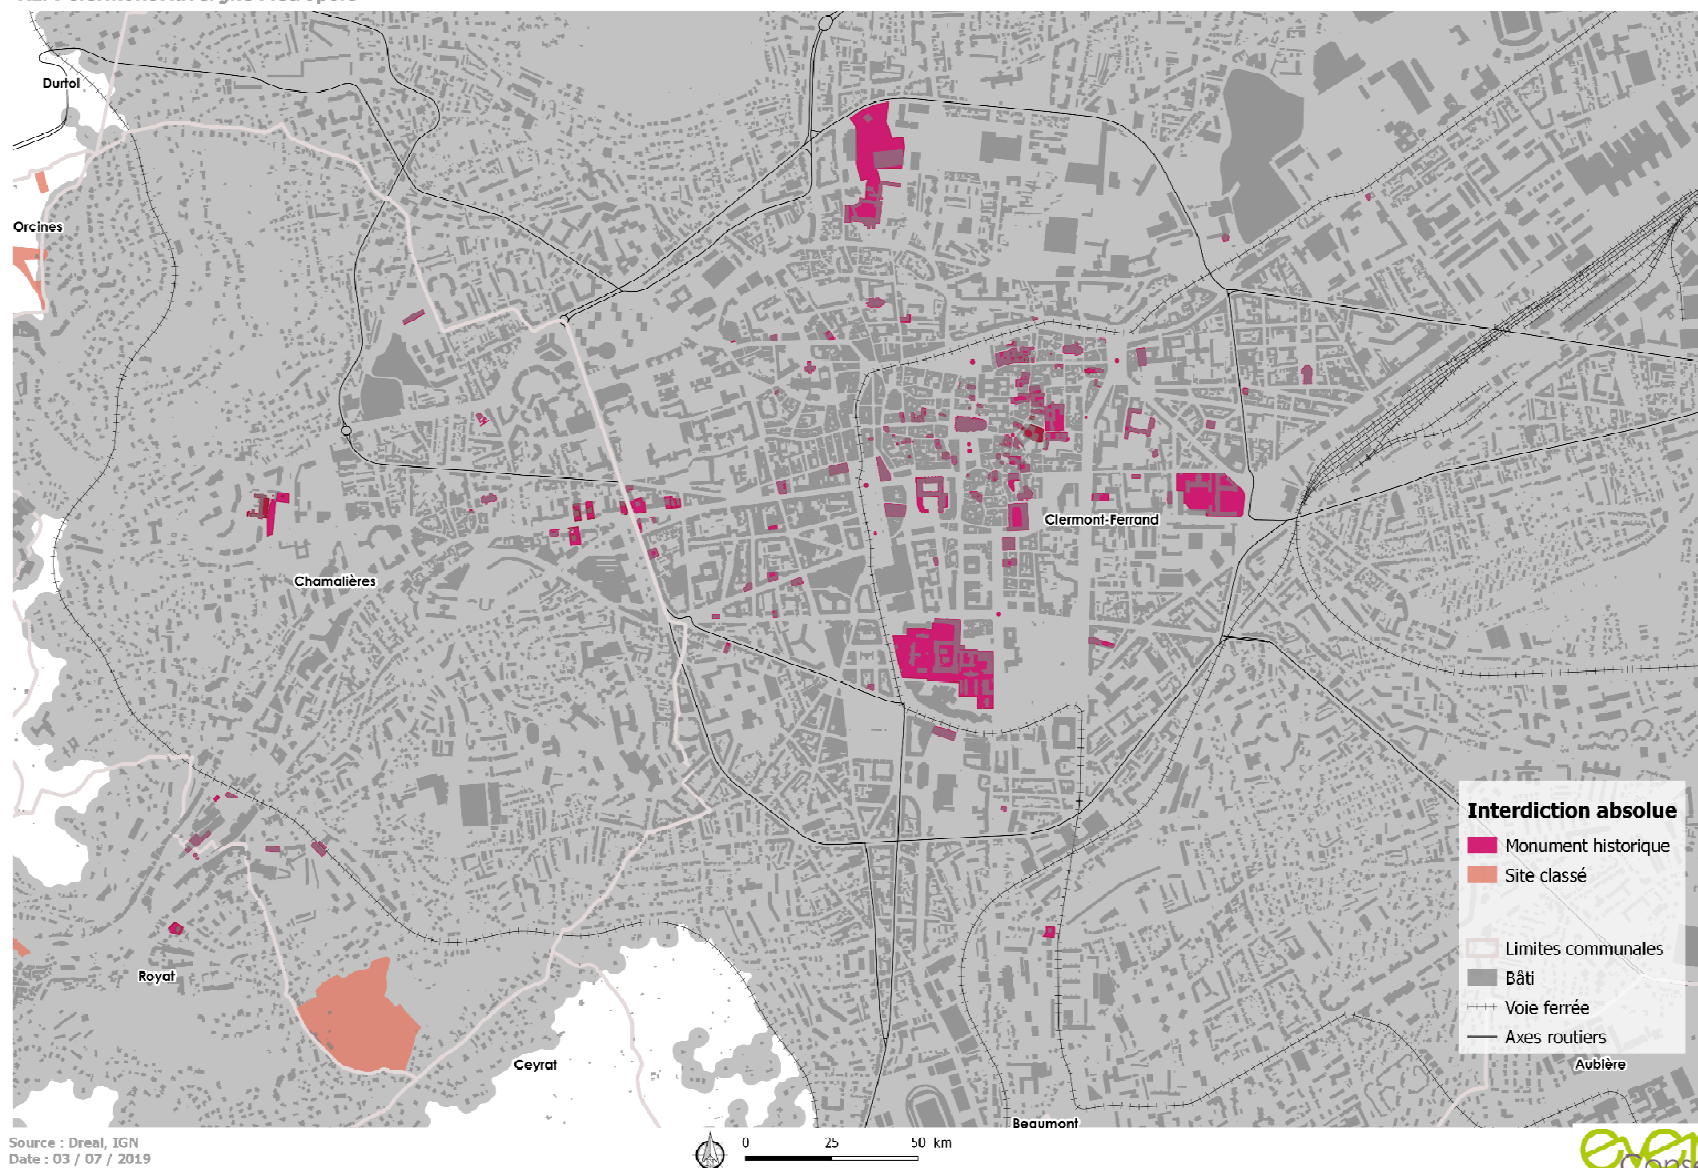 Durtol
Orcines
Clermont-Ferrand
Chamalières
Interdiction absolue
Monument historique
Site classé
Limites communales
Bâti
Voie ferrée
Axes routiers
Royat
Ceyrat
Aubière
Beaumont
Source : Dreal, IGN
Date : 03 / 07 / 2019
0 25 50 km
even